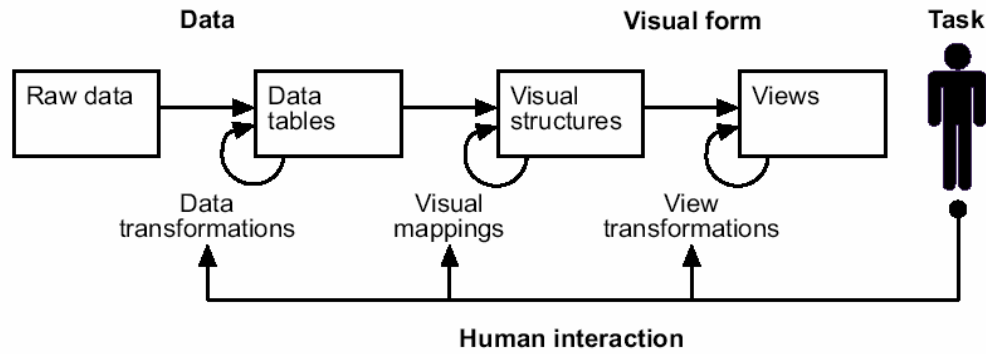 Data
Visual form
Task
Raw data
Data
tables
Visual
structures
Views
Data
transformations
Visual
mappings
View
transformations
Human interaction